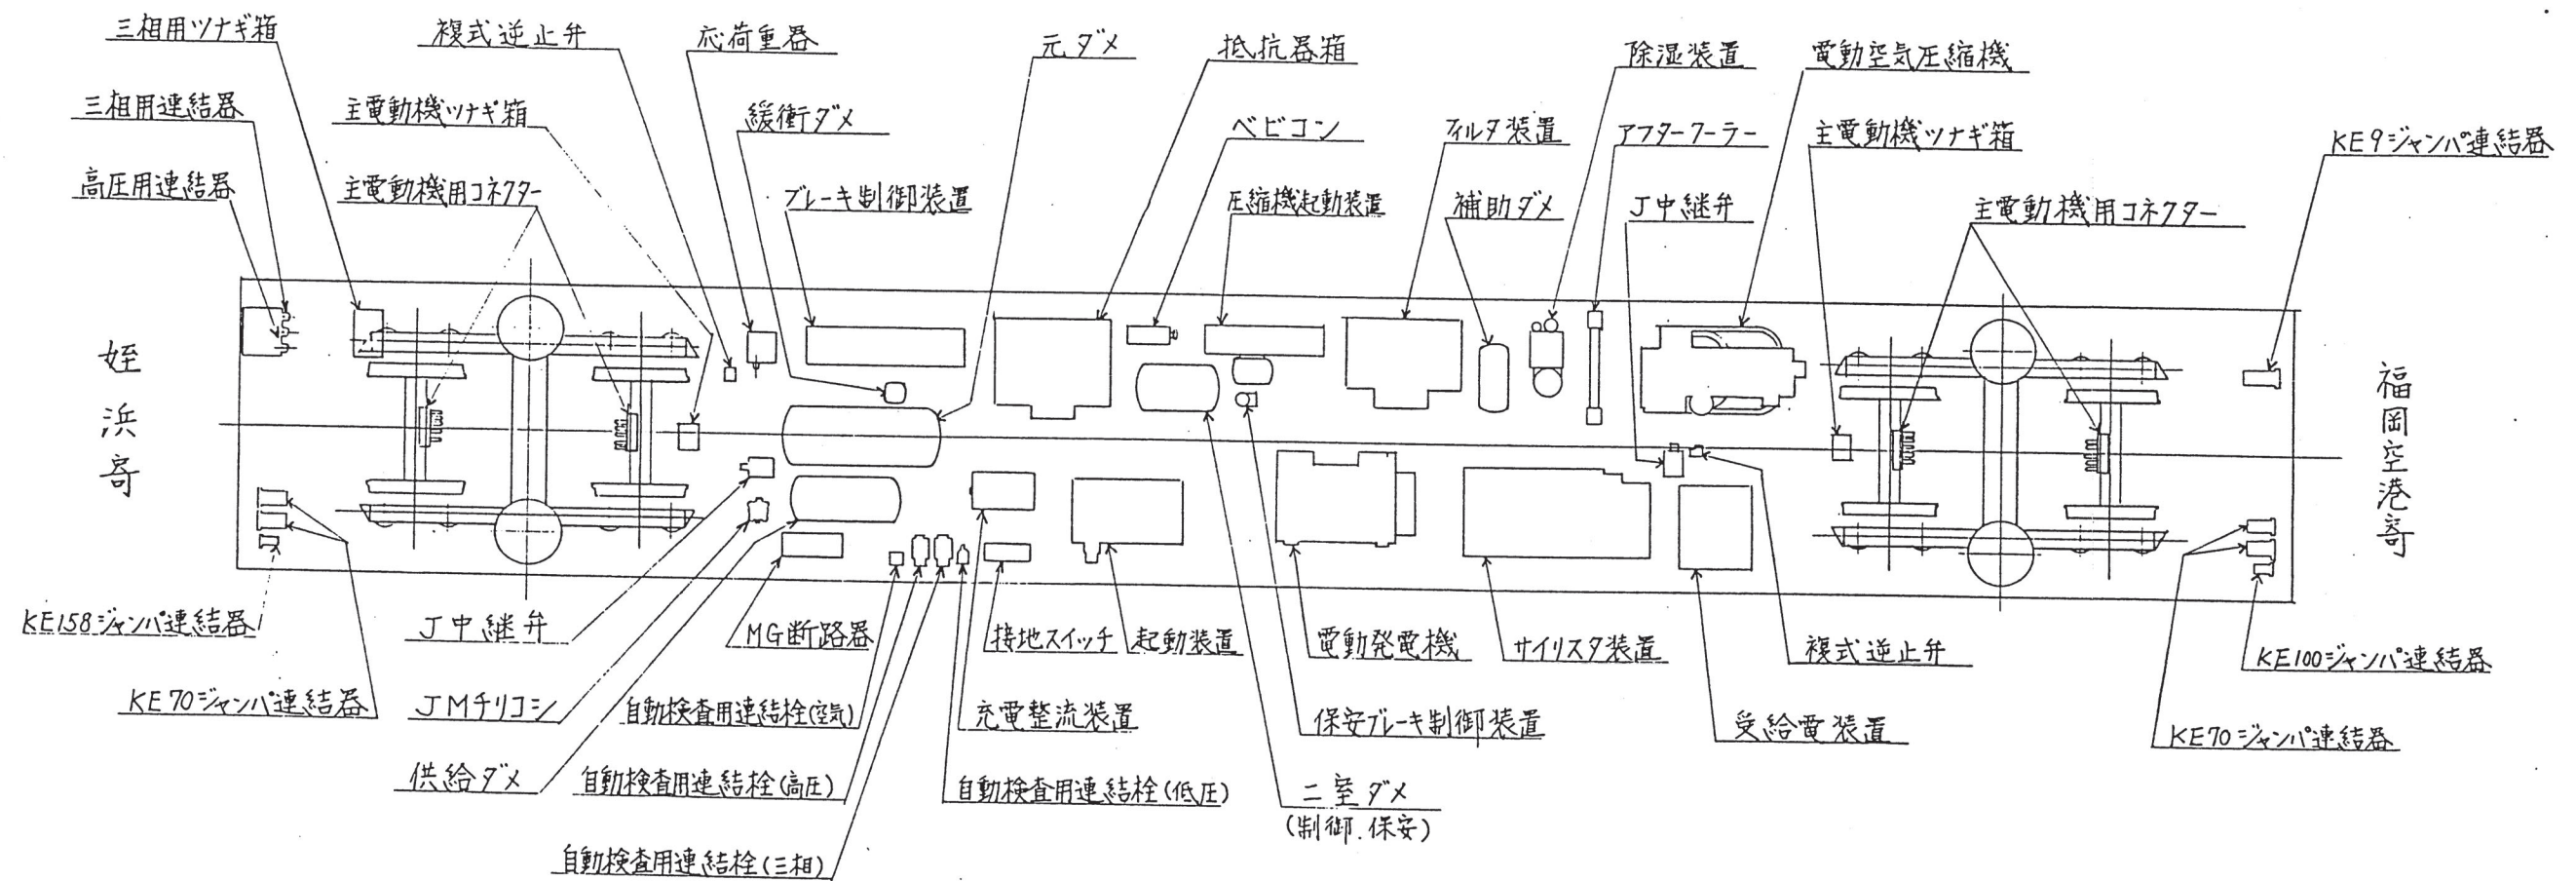 三相用ツナギ箱
複式逆止弁
応荷重器
元ダメ
抵抗器箱
除湿装置
電動空気圧縮機
三相用連結器
主電動機ツナギ箱
緩衝ダメ
ベビコン
フィルタ装置
アフタークーラー
主電動機ツナギ箱
KE9ジャンパ連結器
高圧用連結器
主電動機用コネクター
ブレーキ制御装置
圧縮機起動装置
補助ダメ
J中継弁
主電動機用コネクター
姪浜寄
福岡空港寄
KE158ジャンパ連結器
J中継弁
MG断路器
接地スイッチ
起動装置
電動発電機
サイリスタ装置
複式逆止弁
KE100ジャンパ連結器
KE70ジャンパ連結器
JMチリコシ
自動検査用連結栓(空気)
充電整流装置
保安ブレーキ制御装置
受給電装置
KE70ジャンパ連結器
供給ダメ
自動検査用連結栓(高圧)
自動検査用連結栓(低圧)
二室ダメ
(制御.保安)
自動検査用連結栓(三相)